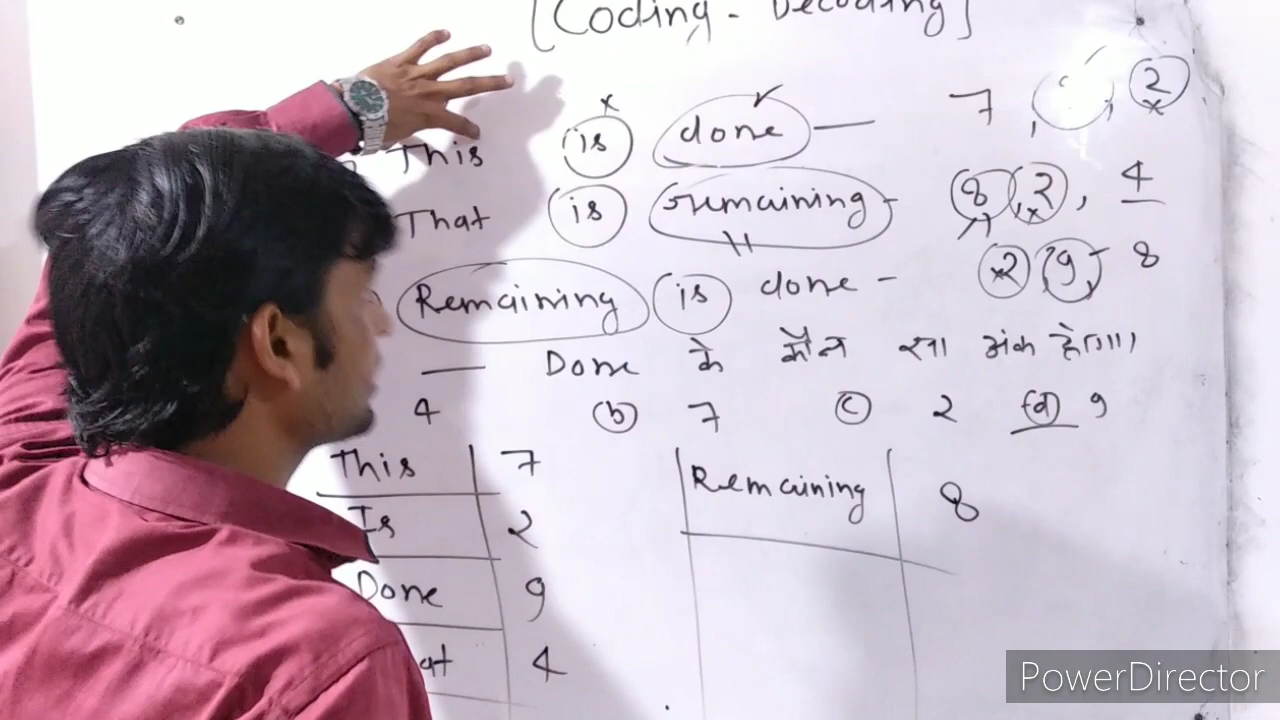 [Coding - Decoding]
This is done — 7, 9, 2
That is remaining - 8, 2, 4
Remaining is done - 2 9 8
— Done के कौन सा अंक होगा।
4 (b) 7 (c) 2 (d) 9
This 7 Remaining 8
Is 2
Done 9
at 4
PowerDirector